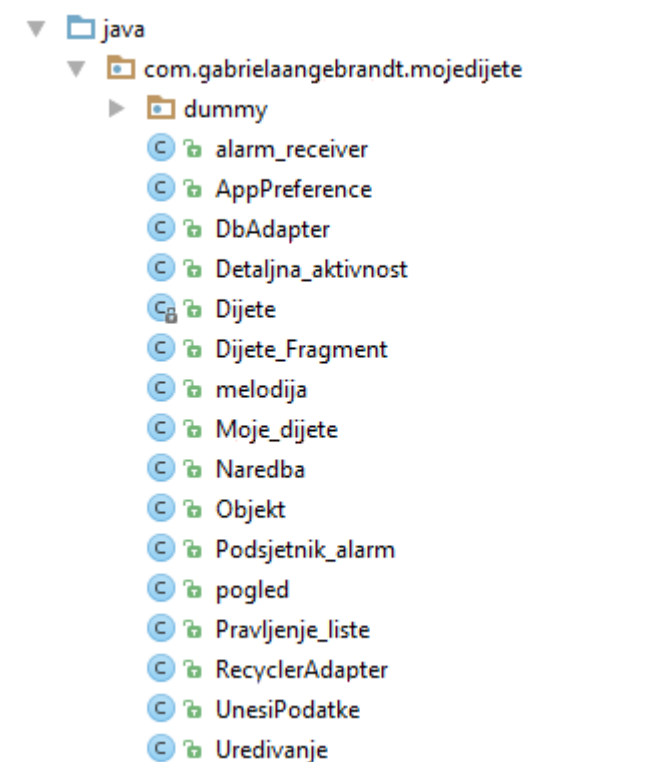 java
com.gabrielaangebrandt.mojedijete
dummy
alarm_receiver
AppPreference
DbAdapter
Detaljna_aktivnost
Dijete
Dijete_Fragment
melodija
Moje_dijete
Naredba
Objekt
Podsjetnik_alarm
pogled
Pravljenje_liste
RecyclerAdapter
UnesiPodatke
Uredivanje